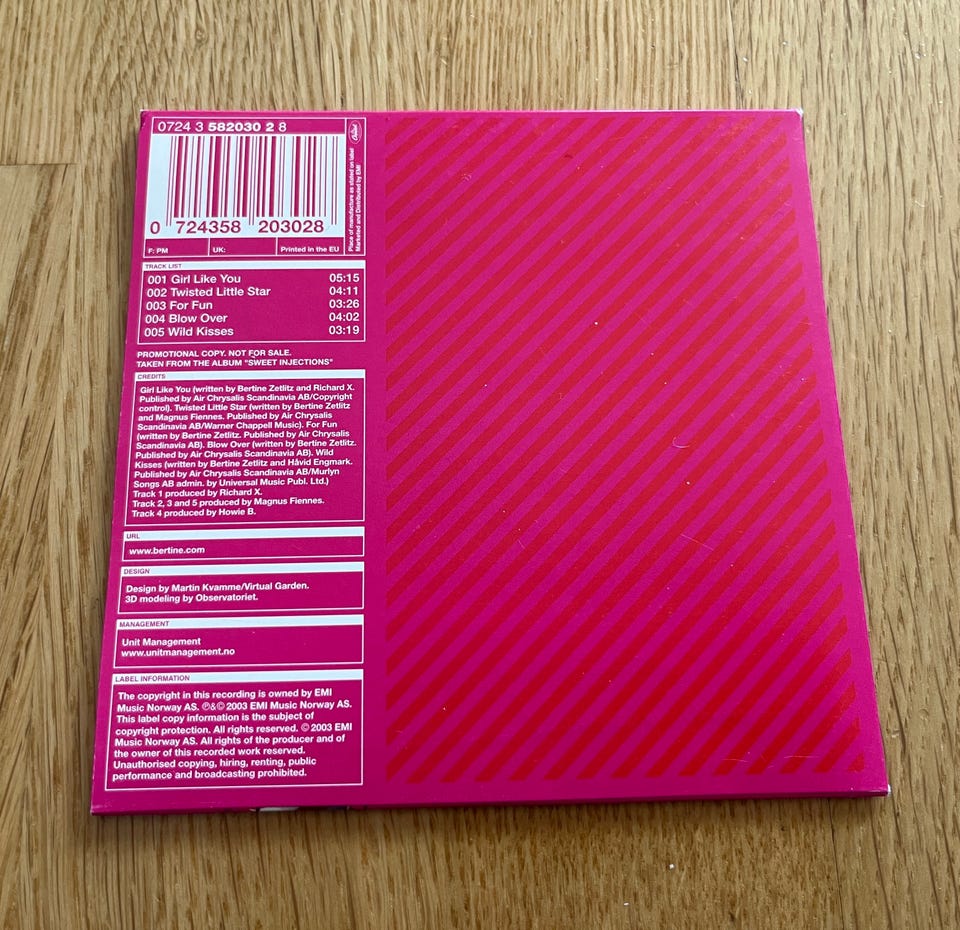 0724 3 582030 2 8
0 724358 203028
F: PM
UK:
Printed in the EU
Capitol
Place of manufacture as stated on label
Marketed and Distributed by EMI
TRACK LIST
001 Girl Like You 05:15
002 Twisted Little Star 04:11
003 For Fun 03:26
004 Blow Over 04:02
005 Wild Kisses 03:19
PROMOTIONAL COPY. NOT FOR SALE.
TAKEN FROM THE ALBUM "SWEET INJECTIONS"
CREDITS
Girl Like You (written by Bertine Zetlitz and Richard X.
Published by Air Chrysalis Scandinavia AB/Copyright
control). Twisted Little Star (written by Bertine Zetlitz
and Magnus Fiennes. Published by Air Chrysalis
Scandinavia AB/Warner Chappell Music). For Fun
(written by Bertine Zetlitz. Published by Air Chrysalis
Scandinavia AB). Blow Over (written by Bertine Zetlitz.
Published by Air Chrysalis Scandinavia AB). Wild
Kisses (written by Bertine Zetlitz and Håvid Engmark.
Published by Air Chrysalis Scandinavia AB/Murlyn
Songs AB admin. by Universal Music Publ. Ltd.)
Track 1 produced by Richard X.
Track 2, 3 and 5 produced by Magnus Fiennes.
Track 4 produced by Howie B.
URL
www.bertine.com
DESIGN
Design by Martin Kvamme/Virtual Garden.
3D modeling by Observatoriet.
MANAGEMENT
Unit Management
www.unitmanagement.no
LABEL INFORMATION
The copyright in this recording is owned by EMI
Music Norway AS. ℗&© 2003 EMI Music Norway AS.
This label copy information is the subject of
copyright protection. All rights reserved. © 2003 EMI
Music Norway AS. All rights of the producer and of
the owner of this recorded work reserved.
Unauthorised copying, hiring, renting, public
performance and broadcasting prohibited.